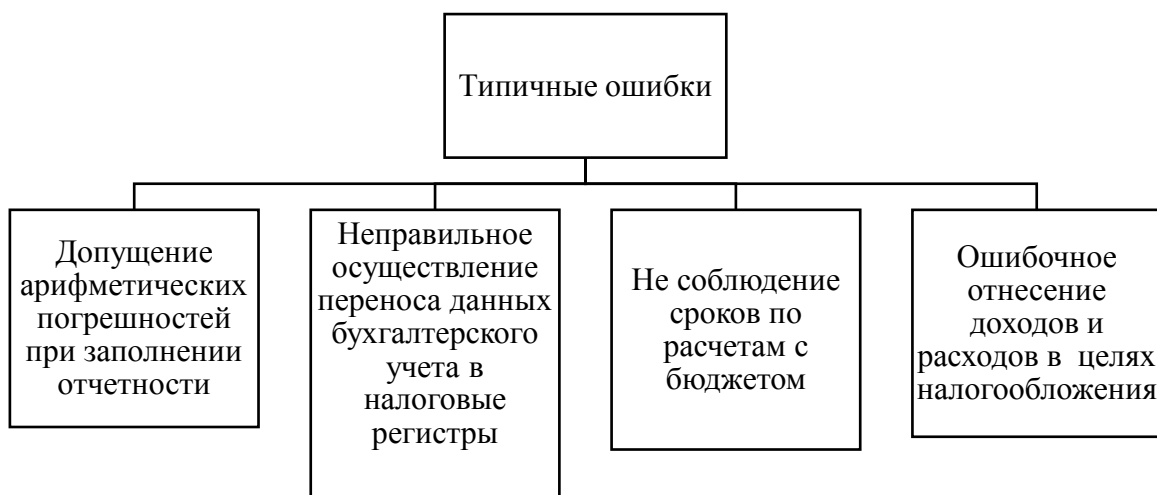 Типичные ошибки
Допущение
арифметических
погрешностей
при заполнении
отчетности
Неправильное
осуществление
переноса данных
бухгалтерского
учета в
налоговые
регистры
Не соблюдение
сроков по
расчетам с
бюджетом
Ошибочное
отнесение
доходов и
расходов в  целях
налогообложения